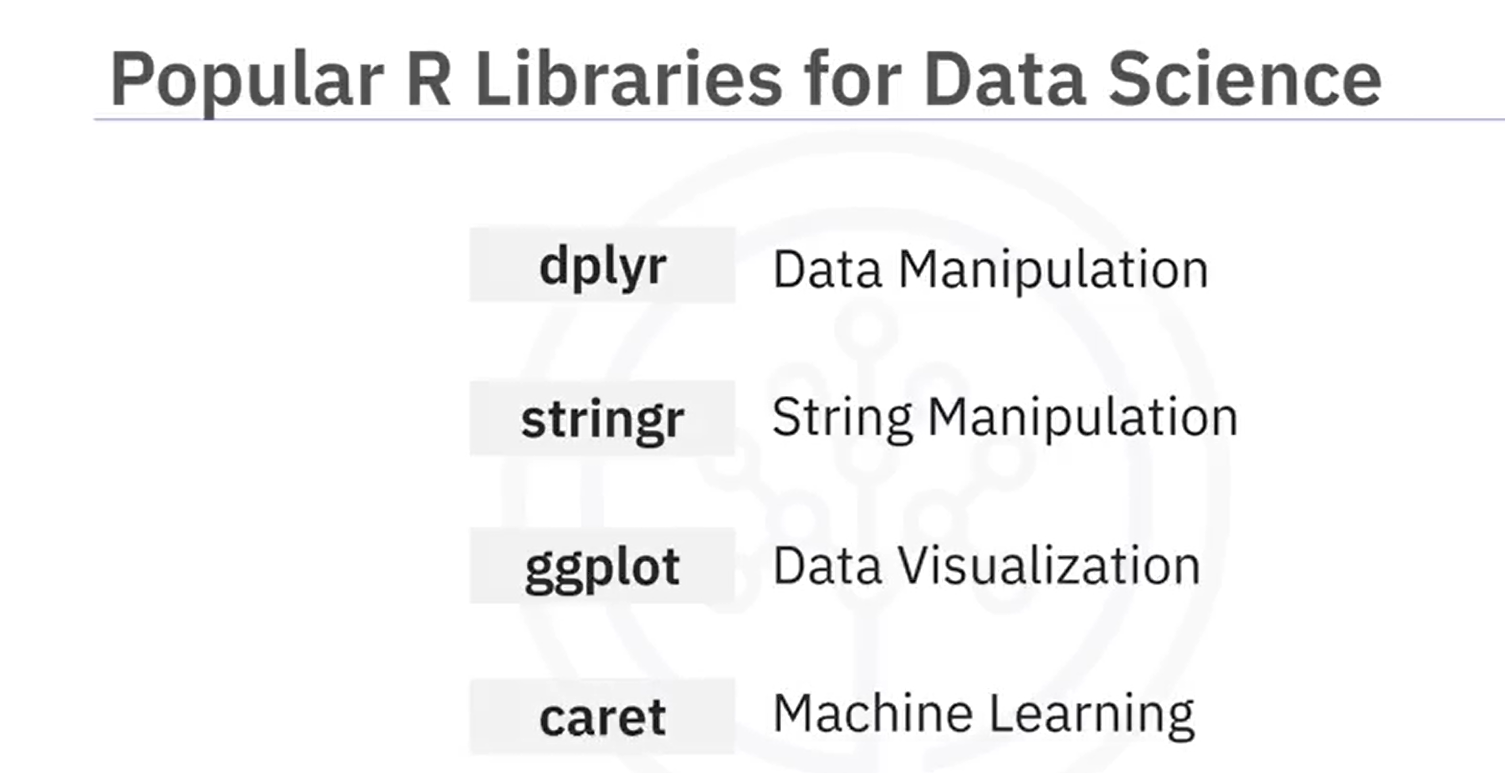 Popular R Libraries for Data Science
dplyr Data Manipulation
stringr String Manipulation
ggplot Data Visualization
caret Machine Learning